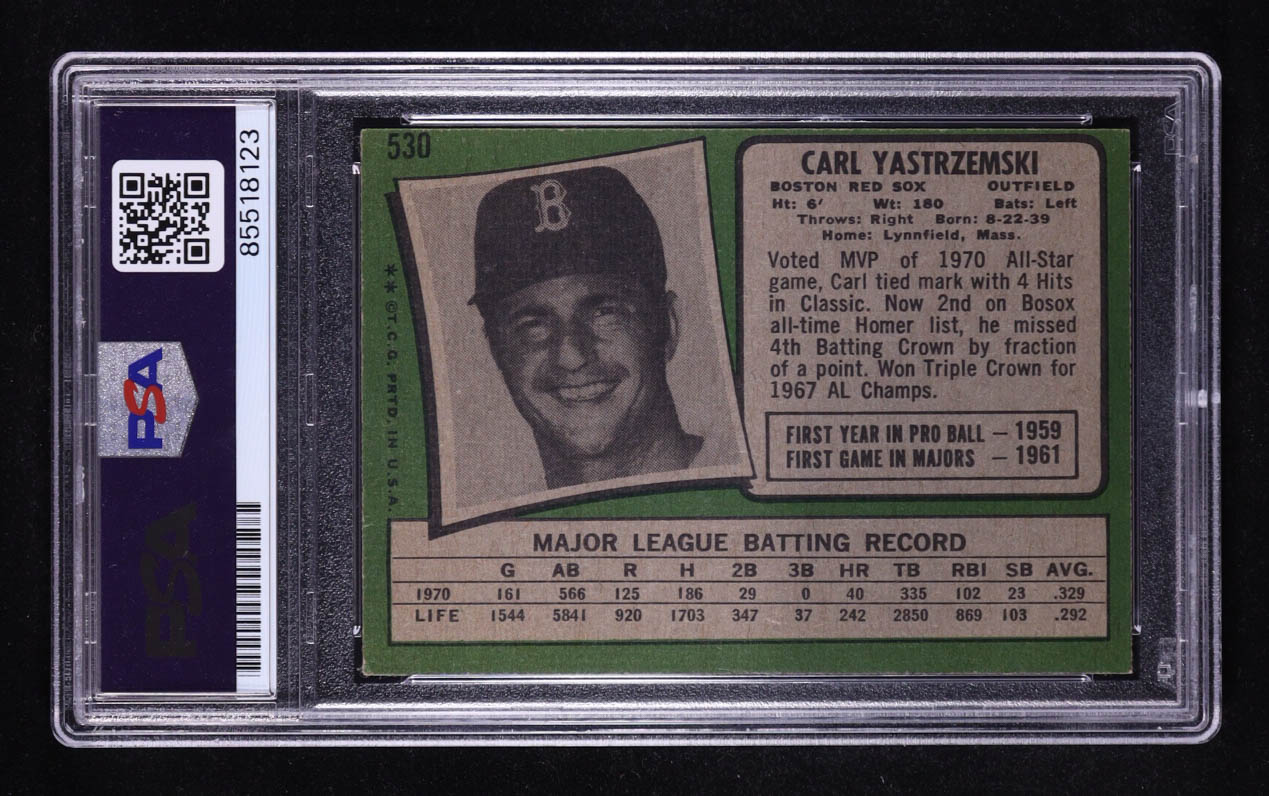 85518123
PSA
PSA
530
B
** ©T.C.G. PRTD. IN U.S.A.
CARL YASTRZEMSKI
BOSTON RED SOX OUTFIELD
Ht: 6′ Wt: 180 Bats: Left
Throws: Right Born: 8-22-39
Home: Lynnfield, Mass.
Voted MVP of 1970 All-Star
game, Carl tied mark with 4 Hits
in Classic. Now 2nd on Bosox
all-time Homer list, he missed
4th Batting Crown by fraction
of a point. Won Triple Crown for
1967 AL Champs.
FIRST YEAR IN PRO BALL — 1959
FIRST GAME IN MAJORS — 1961
MAJOR LEAGUE BATTING RECORD
G AB R H 2B 3B HR TB RBI SB AVG.
1970 161 566 125 186 29 0 40 335 102 23 .329
LIFE 1544 5841 920 1703 347 37 242 2850 869 103 .292
PSA